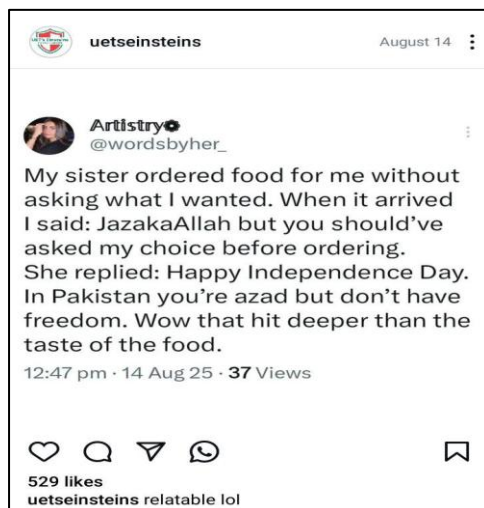 uetseinsteins
August 14
Artistry
@wordsbyher_
My sister ordered food for me without
asking what I wanted. When it arrived
I said: JazakaAllah but you should've
asked my choice before ordering.
She replied: Happy Independence Day.
In Pakistan you're azad but don't have
freedom. Wow that hit deeper than the
taste of the food.
12:47 pm · 14 Aug 25 · 37 Views
529 likes
uetseinsteins relatable lol